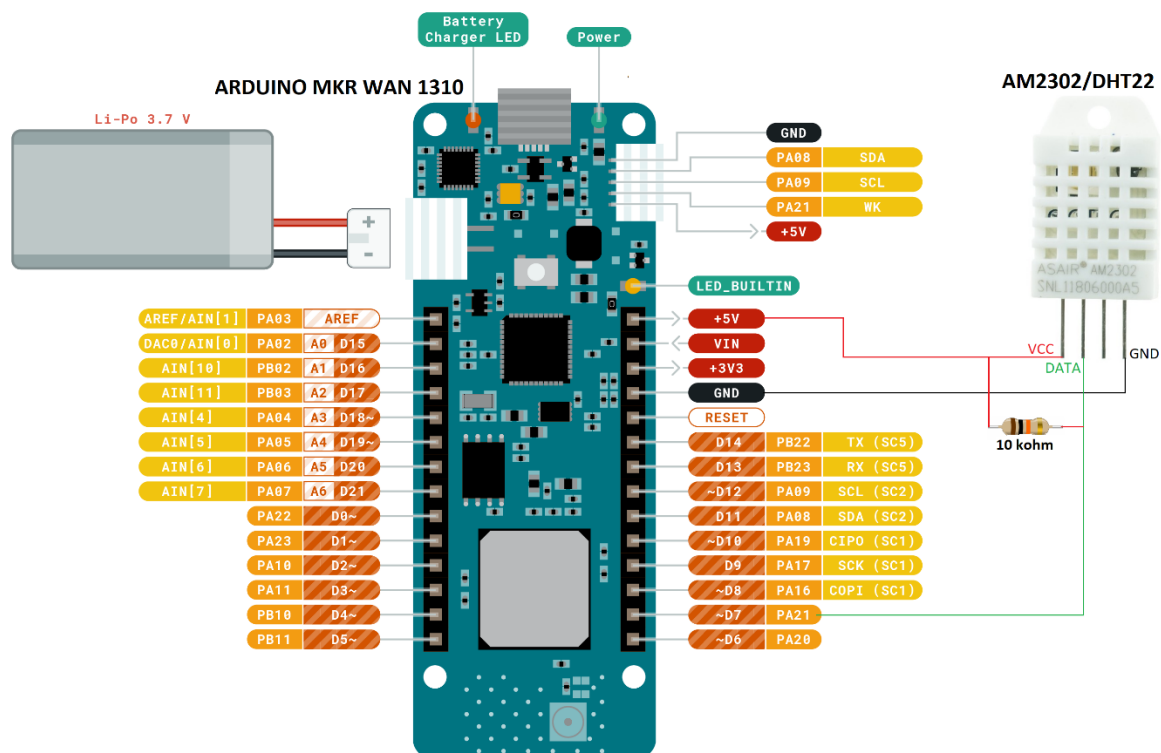 Battery
Charger LED
Power
ARDUINO MKR WAN 1310
AM2302/DHT22
Li-Po 3.7 V
+
-
GND
PA08 SDA
PA09 SCL
PA21 WK
+5V
ASAIR® AM2302
SNL11806000A5
LED_BUILTIN
AREF/AIN[1] PA03 AREF
DAC0/AIN[0] PA02 A0 D15
AIN[10] PB02 A1 D16
AIN[11] PB03 A2 D17
AIN[4] PA04 A3 D18~
AIN[5] PA05 A4 D19~
AIN[6] PA06 A5 D20
AIN[7] PA07 A6 D21
PA22 D0~
PA23 D1~
PA10 D2~
PA11 D3~
PB10 D4~
PB11 D5~
+5V
VIN
+3V3
GND
RESET
D14 PB22 TX (SC5)
D13 PB23 RX (SC5)
~D12 PA09 SCL (SC2)
D11 PA08 SDA (SC2)
~D10 PA19 CIPO (SC1)
D9 PA17 SCK (SC1)
~D8 PA16 COPI (SC1)
~D7 PA21
~D6 PA20
VCC
DATA
GND
10 kohm